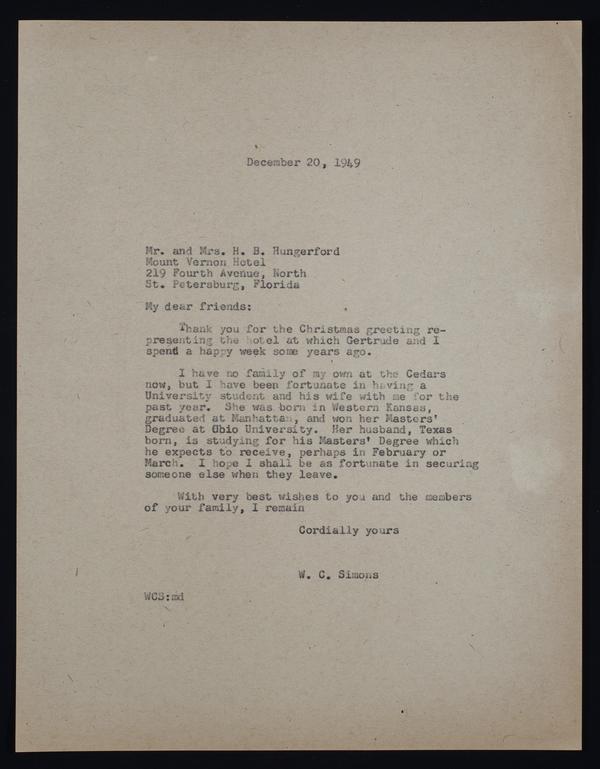 December 20, 1949
Mr. and Mrs. H. B. Hungerford
Mount Vernon Hotel
219 Fourth Avenue, North
St. Petersburg, Florida
My dear friends:
Thank you for the Christmas greeting re-
presenting the hotel at which Gertrude and I
spend a happy week some years ago.
I have no family of my own at the Cedars
now, but I have been fortunate in having a
University student and his wife with me for the
past year. She was born in Western Kansas,
graduated at Manhattan, and won her Masters'
Degree at Ohio University. Her husband, Texas
born, is studying for his Masters' Degree which
he expects to receive, perhaps in February or
March. I hope I shall be as fortunate in securing
someone else when they leave.
With very best wishes to you and the members
of your family, I remain
Cordially yours
W. C. Simons
WCS:md